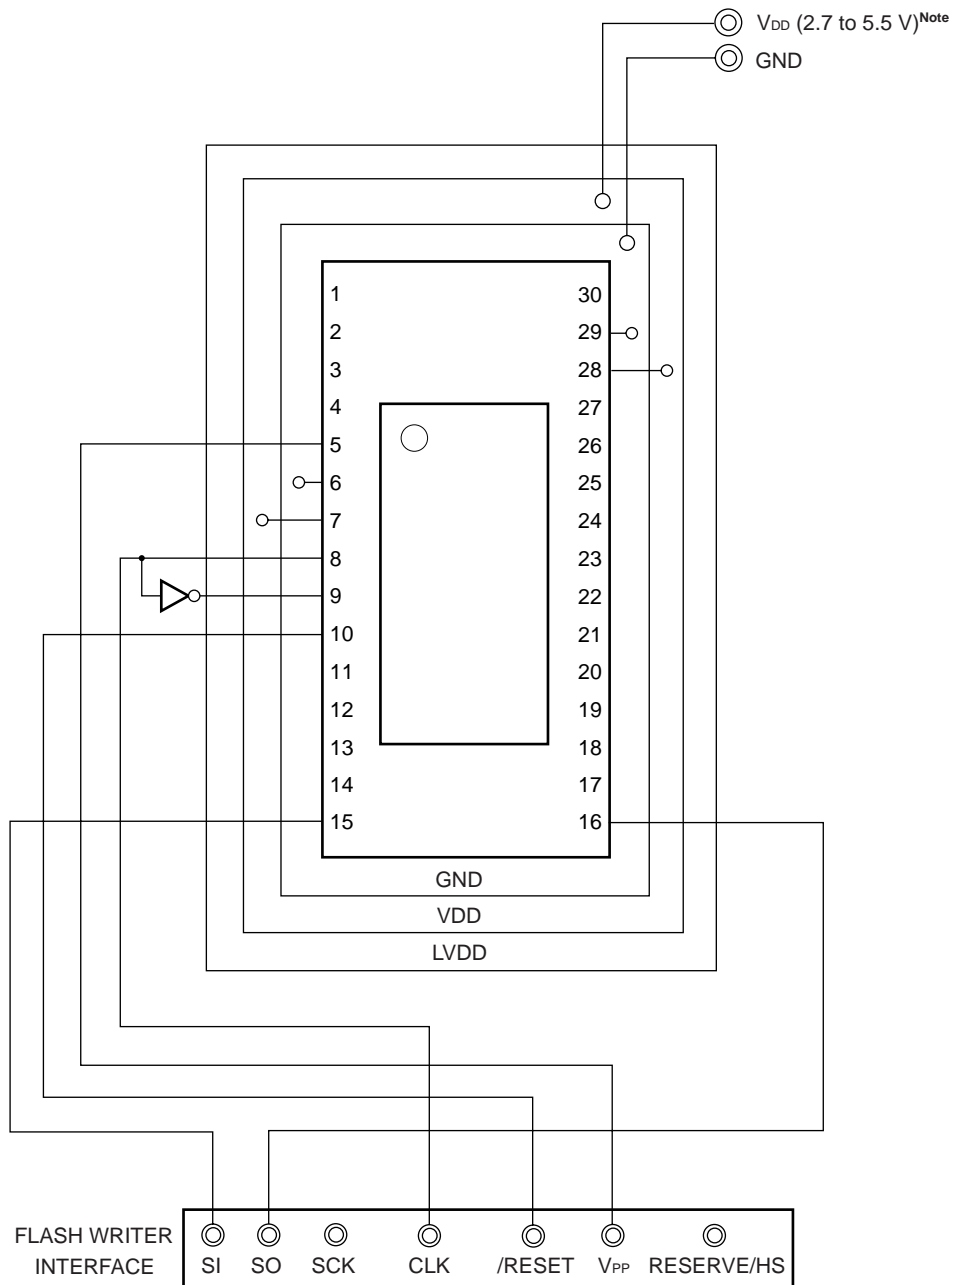 VDD (2.7 to 5.5 V)Note
GND
1 30
2 29
3 28
4 27
5 26
6 25
7 24
8 23
9 22
10 21
11 20
12 19
13 18
14 17
15 16
GND
VDD
LVDD
FLASH WRITER
INTERFACE
SI SO SCK CLK /RESET VPP RESERVE/HS